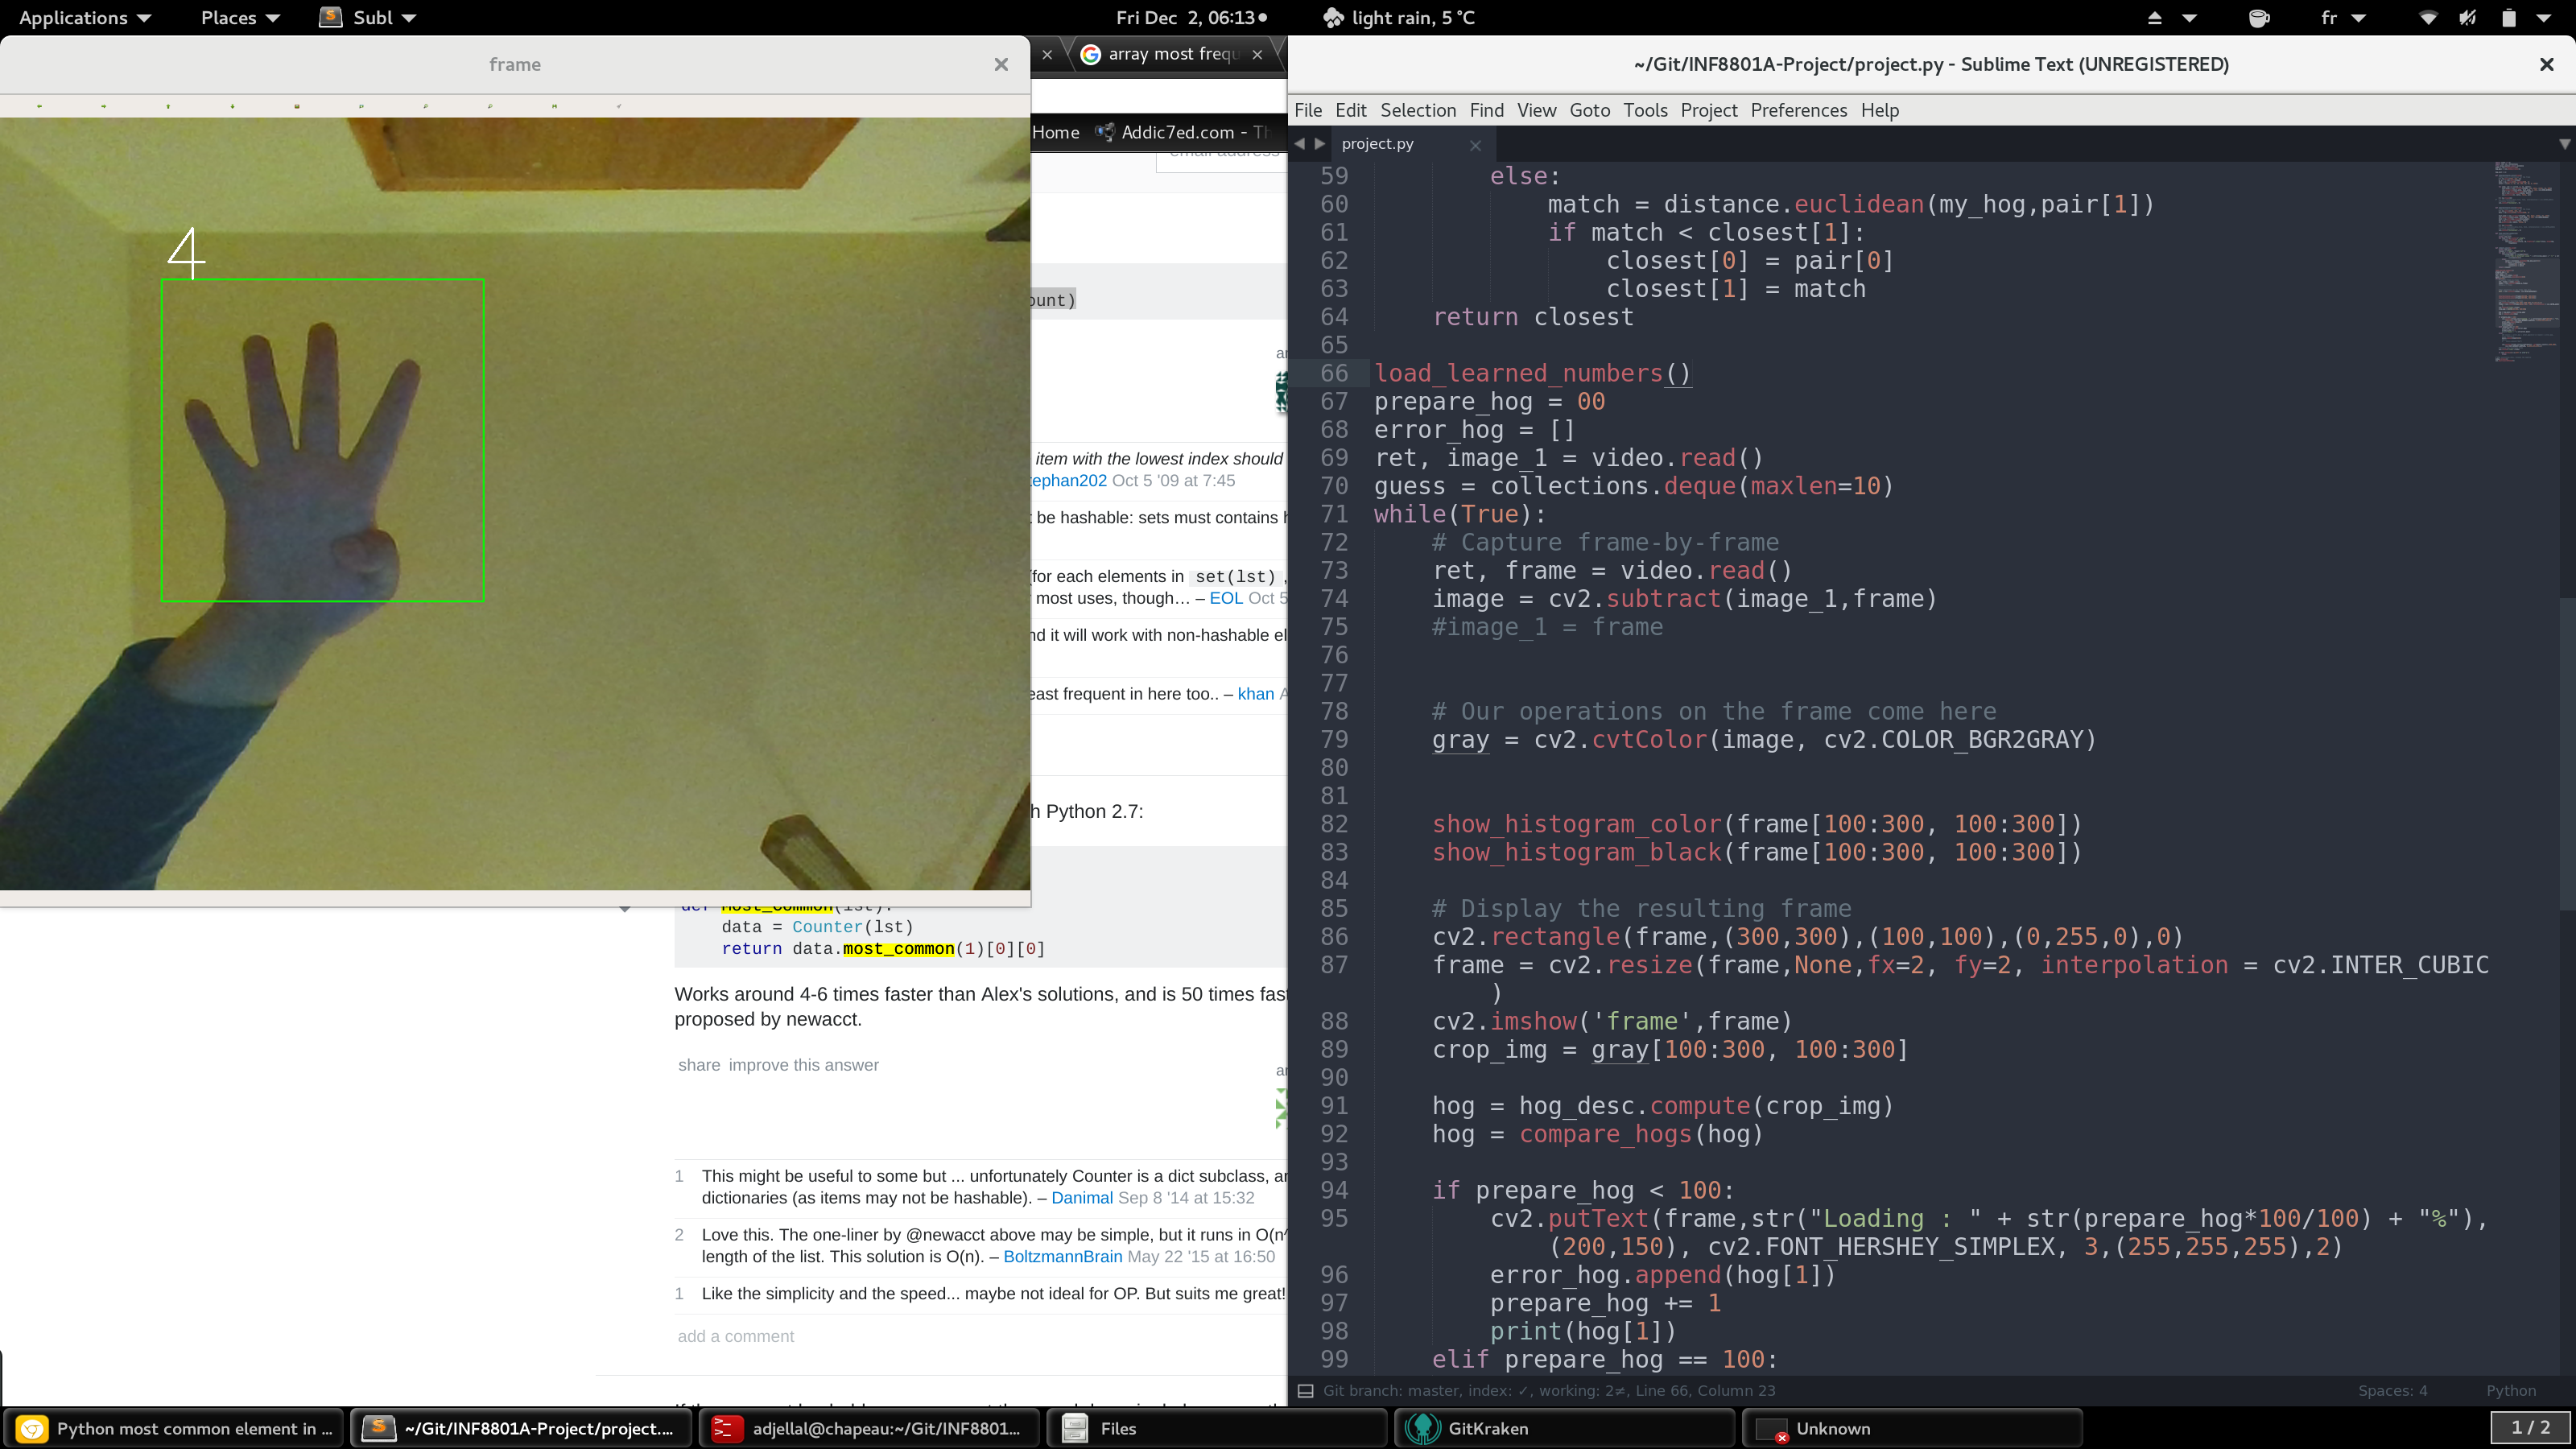 Applications Places Subl Fri Dec 2, 06:13 light rain, 5 °C fr
frame
array most frequ
Home Addic7ed.com - Th
4
email address
ount)
item with the lowest index should
tephan202 Oct 5 '09 at 7:45
be hashable: sets must contains
(for each elements in set(lst),
most uses, though… – EOL Oct 5
nd it will work with non-hashable
east frequent in here too.. – khan
h Python 2.7:
def most_common(lst):
data = Counter(lst)
return data.most_common(1)[0][0]
Works around 4-6 times faster than Alex's solutions, and is 50 times
proposed by newacct.
share improve this answer
1 This might be useful to some but ... unfortunately Counter is a dict subclass,
dictionaries (as items may not be hashable). – Danimal Sep 8 '14 at 15:32
2 Love this. The one-liner by @newacct above may be simple, but it runs in
length of the list. This solution is O(n). – BoltzmannBrain May 22 '15 at 16:50
1 Like the simplicity and the speed... maybe not ideal for OP. But suits me great!
add a comment
~/Git/INF8801A-Project/project.py - Sublime Text (UNREGISTERED)
File Edit Selection Find View Goto Tools Project Preferences Help
project.py
59 else:
60 match = distance.euclidean(my_hog,pair[1])
61 if match < closest[1]:
62 closest[0] = pair[0]
63 closest[1] = match
64 return closest
65
66 load_learned_numbers()
67 prepare_hog = 00
68 error_hog = []
69 ret, image_1 = video.read()
70 guess = collections.deque(maxlen=10)
71 while(True):
72 # Capture frame-by-frame
73 ret, frame = video.read()
74 image = cv2.subtract(image_1,frame)
75 #image_1 = frame
76
77
78 # Our operations on the frame come here
79 gray = cv2.cvtColor(image, cv2.COLOR_BGR2GRAY)
80
81
82 show_histogram_color(frame[100:300, 100:300])
83 show_histogram_black(frame[100:300, 100:300])
84
85 # Display the resulting frame
86 cv2.rectangle(frame,(300,300),(100,100),(0,255,0),0)
87 frame = cv2.resize(frame,None,fx=2, fy=2, interpolation = cv2.INTER_CUBIC
)
88 cv2.imshow('frame',frame)
89 crop_img = gray[100:300, 100:300]
90
91 hog = hog_desc.compute(crop_img)
92 hog = compare_hogs(hog)
93
94 if prepare_hog < 100:
95 cv2.putText(frame,str("Loading : " + str(prepare_hog*100/100) + "%"),
(200,150), cv2.FONT_HERSHEY_SIMPLEX, 3,(255,255,255),2)
96 error_hog.append(hog[1])
97 prepare_hog += 1
98 print(hog[1])
99 elif prepare_hog == 100:
Git branch: master, index: ✓, working: 2≠, Line 66, Column 23 Spaces: 4 Python
Python most common element in ... ~/Git/INF8801A-Project/project.... adjellal@chapeau:~/Git/INF8801... Files GitKraken Unknown 1 / 2